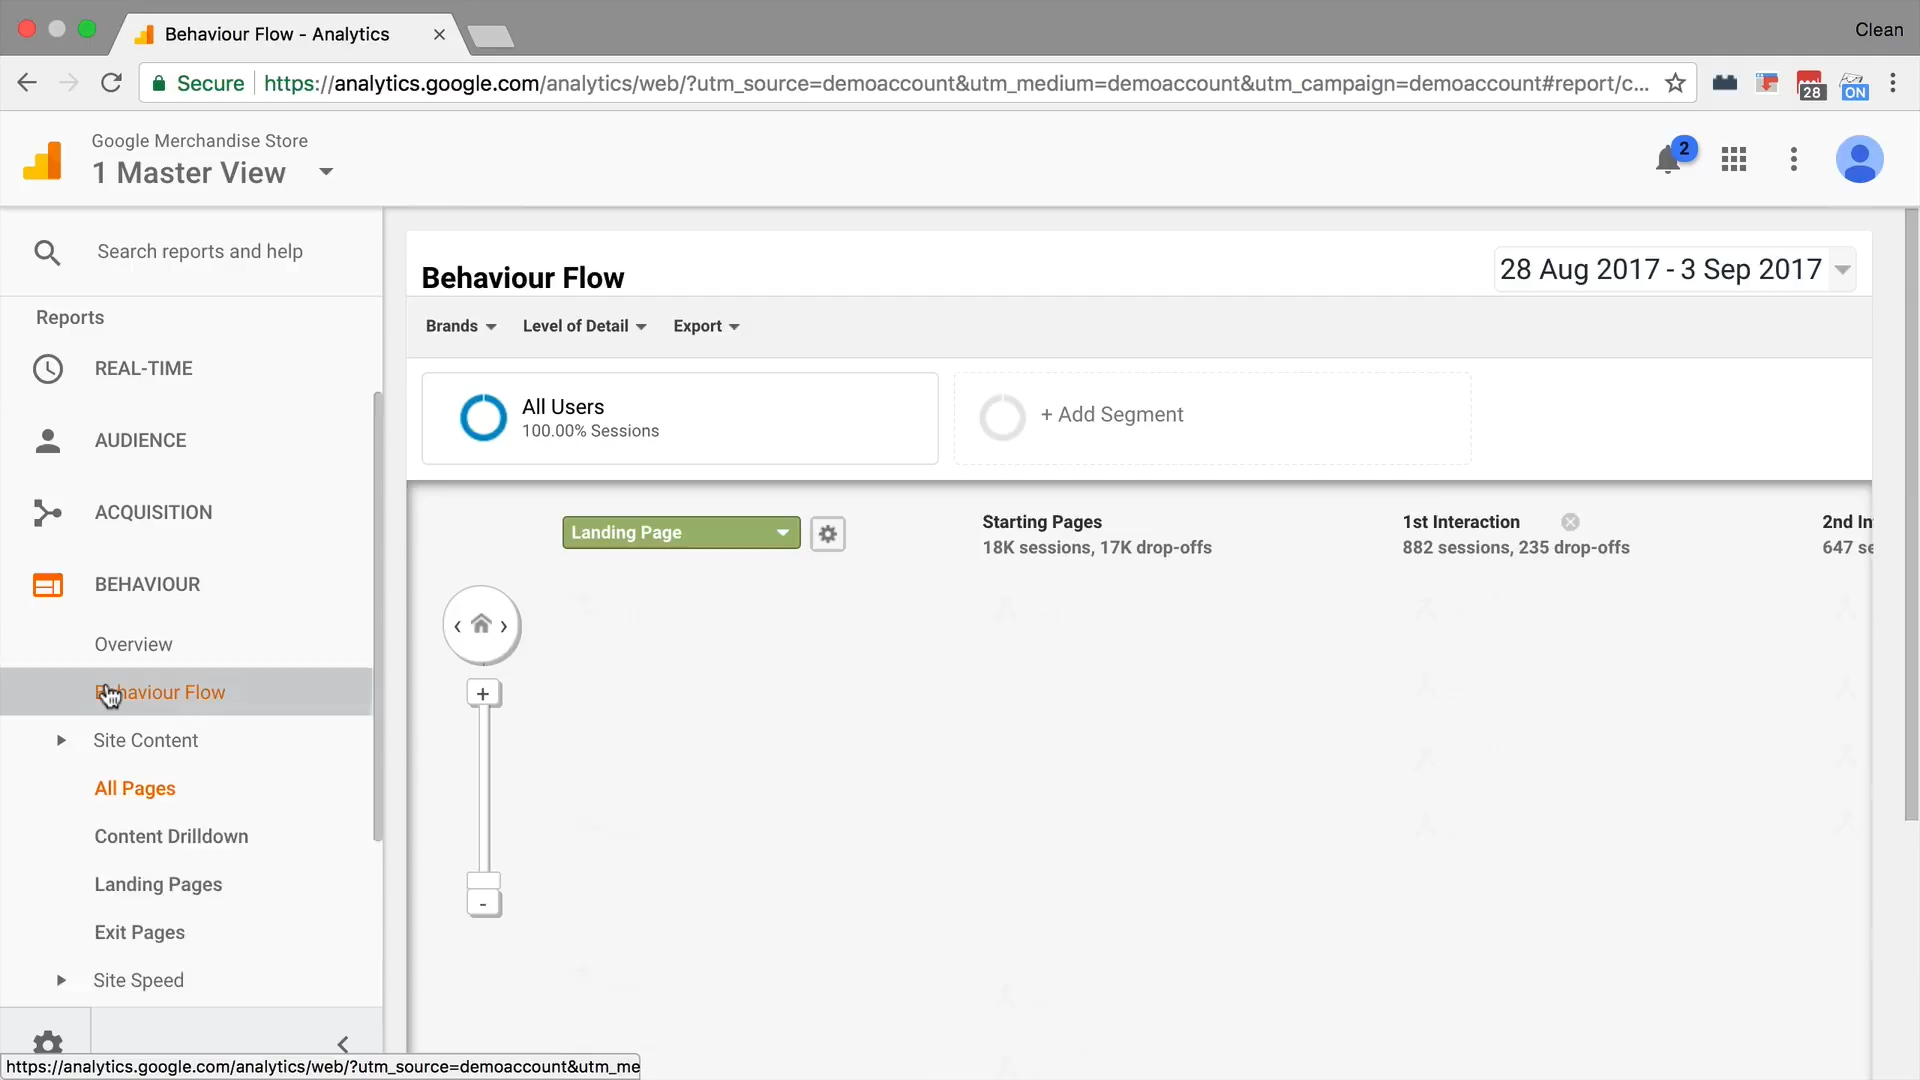 Behaviour Flow - Analytics
Clean
Secure
https://analytics.google.com/analytics/web/?utm_source=demoaccount&utm_medium=demoaccount&utm_campaign=demoaccount#report/c...
28
ON
Google Merchandise Store
1 Master View
2
Search reports and help
Reports
REAL-TIME
AUDIENCE
ACQUISITION
BEHAVIOUR
Overview
Behaviour Flow
Site Content
All Pages
Content Drilldown
Landing Pages
Exit Pages
Site Speed
Behaviour Flow
28 Aug 2017 - 3 Sep 2017
Brands
Level of Detail
Export
All Users
100.00% Sessions
+ Add Segment
Landing Page
Starting Pages
18K sessions, 17K drop-offs
1st Interaction
882 sessions, 235 drop-offs
2nd In
647 se
+
-
https://analytics.google.com/analytics/web/?utm_source=demoaccount&utm_me